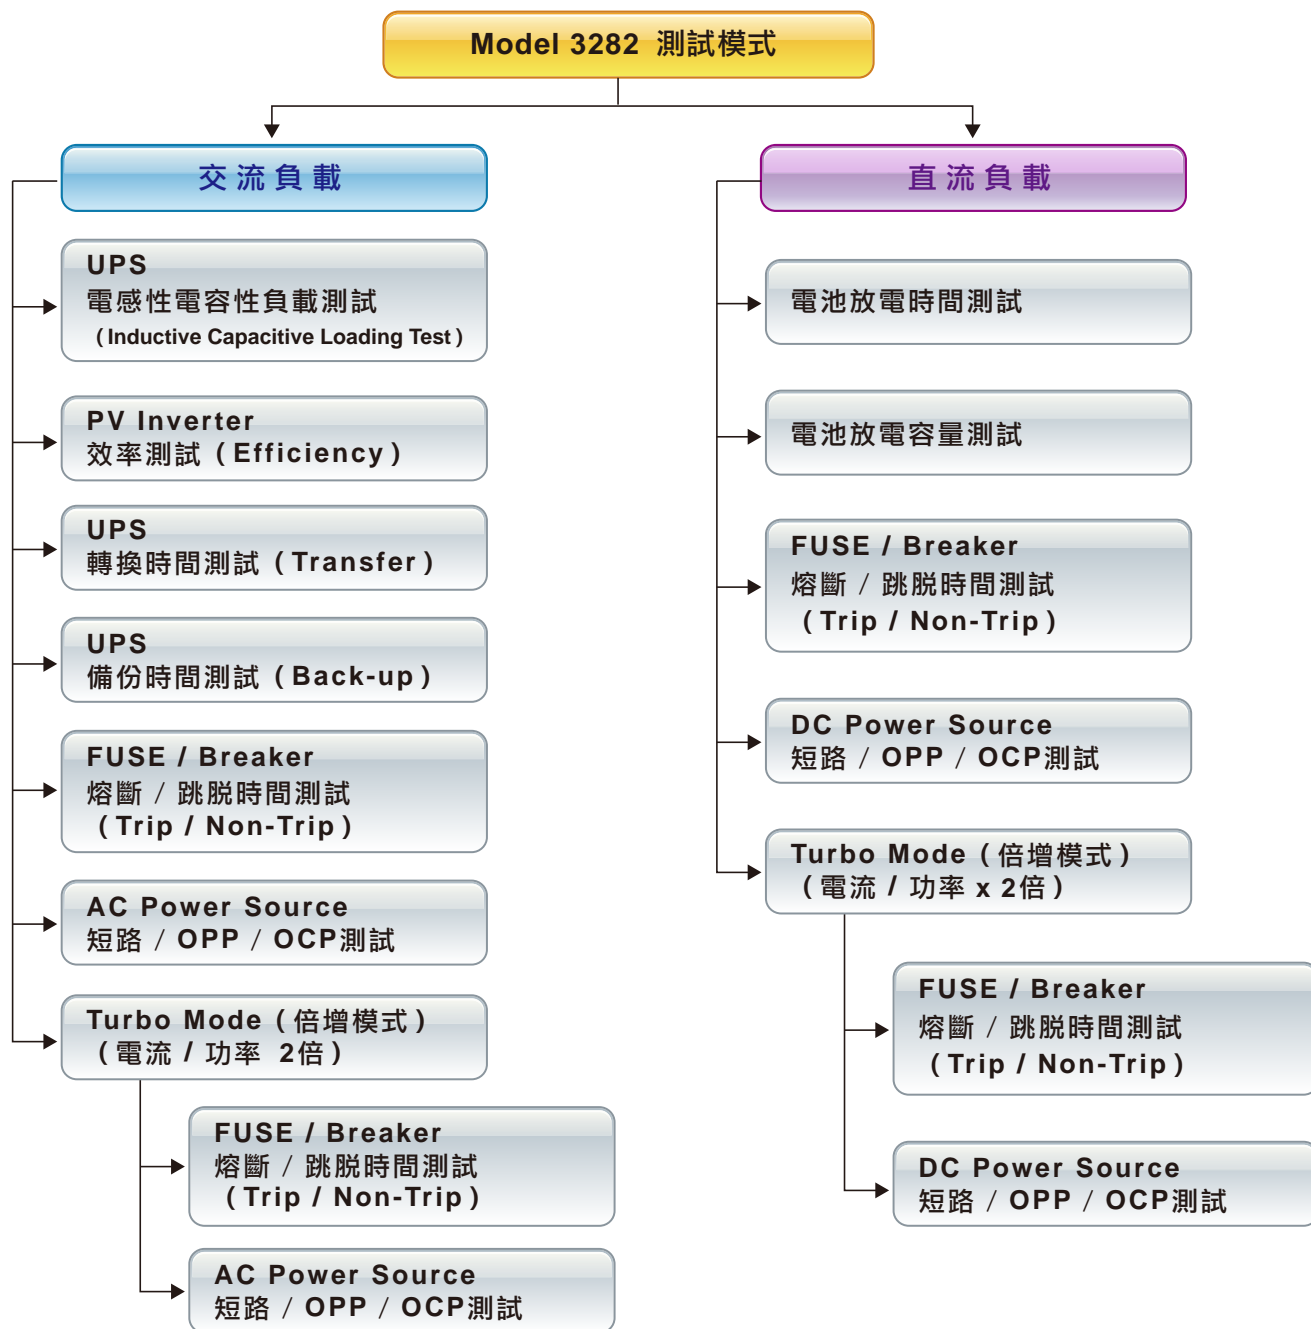 Model 3282 測試模式
交流負載
UPS
電感性電容性負載測試
（Inductive Capacitive Loading Test）
PV Inverter
效率測試（Efficiency）
UPS
轉換時間測試（Transfer）
UPS
備份時間測試（Back-up）
FUSE / Breaker
熔斷 / 跳脫時間測試
（Trip / Non-Trip）
AC Power Source
短路 / OPP / OCP測試
Turbo Mode（倍增模式）
（電流 / 功率 2倍）
FUSE / Breaker
熔斷 / 跳脫時間測試
（Trip / Non-Trip）
AC Power Source
短路 / OPP / OCP測試
直流負載
電池放電時間測試
電池放電容量測試
FUSE / Breaker
熔斷 / 跳脫時間測試
（Trip / Non-Trip）
DC Power Source
短路 / OPP / OCP測試
Turbo Mode（倍增模式）
（電流 / 功率 x 2倍）
FUSE / Breaker
熔斷 / 跳脫時間測試
（Trip / Non-Trip）
DC Power Source
短路 / OPP / OCP測試